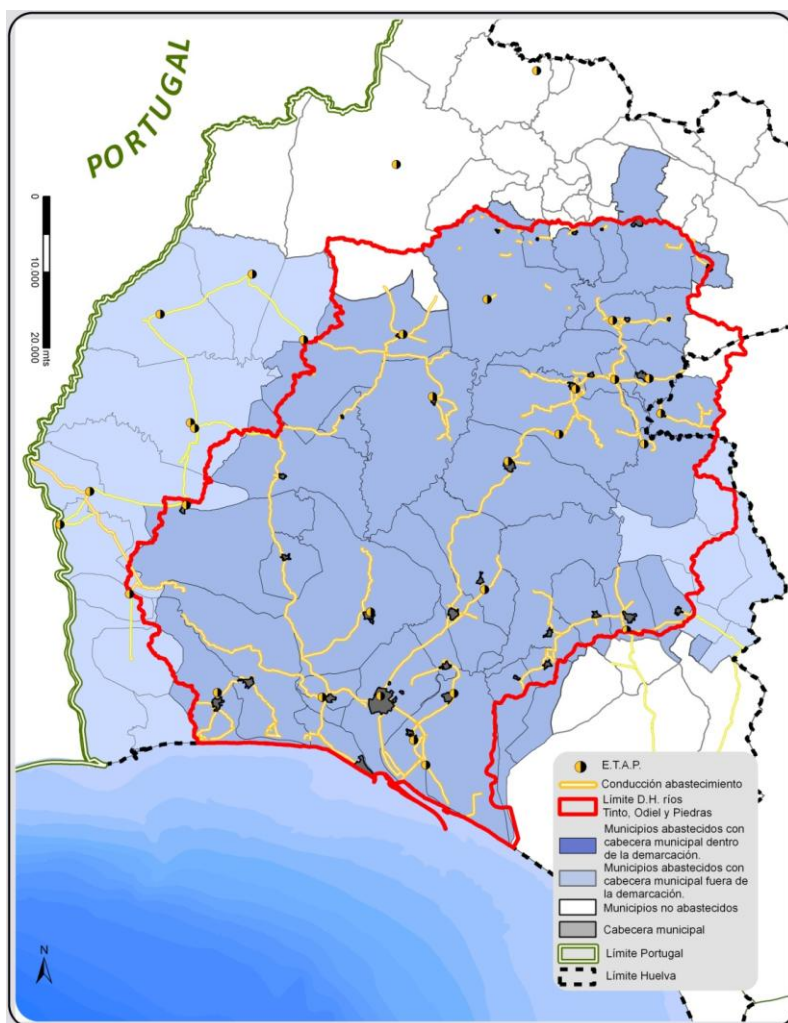 PORTUGAL
0
10.000
20.000
mts
E.T.A.P.
Conducción abastecimiento
Límite D.H. ríos
Tinto, Odiel y Piedras
Municipios abastecidos con
cabecera municipal dentro
de la demarcación.
Municipios abastecidos con
cabecera municipal fuera de
la demarcación.
Municipios no abastecidos
Cabecera municipal
Límite Portugal
Límite Huelva
N